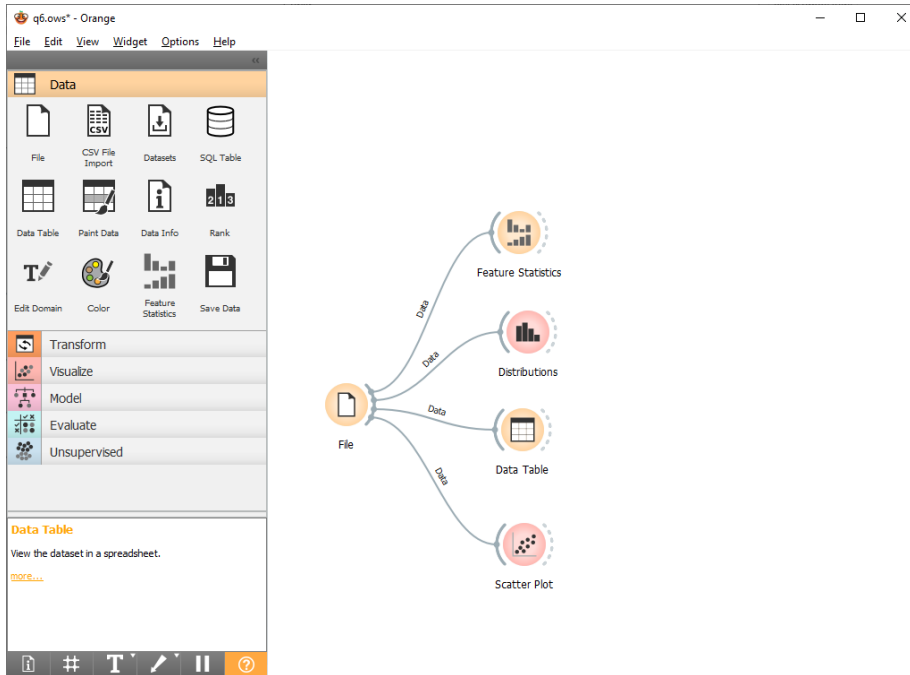 q6.ows* - Orange
File Edit View Widget Options Help
Data
File
CSV File
Import
Datasets
SQL Table
Data Table
Paint Data
Data Info
Rank
Edit Domain
Color
Feature
Statistics
Save Data
Transform
Visualize
Model
Evaluate
Unsupervised
Data Table
View the dataset in a spreadsheet.
more...
Feature Statistics
Data
Distributions
Data
File
Data
Data Table
Data
Scatter Plot